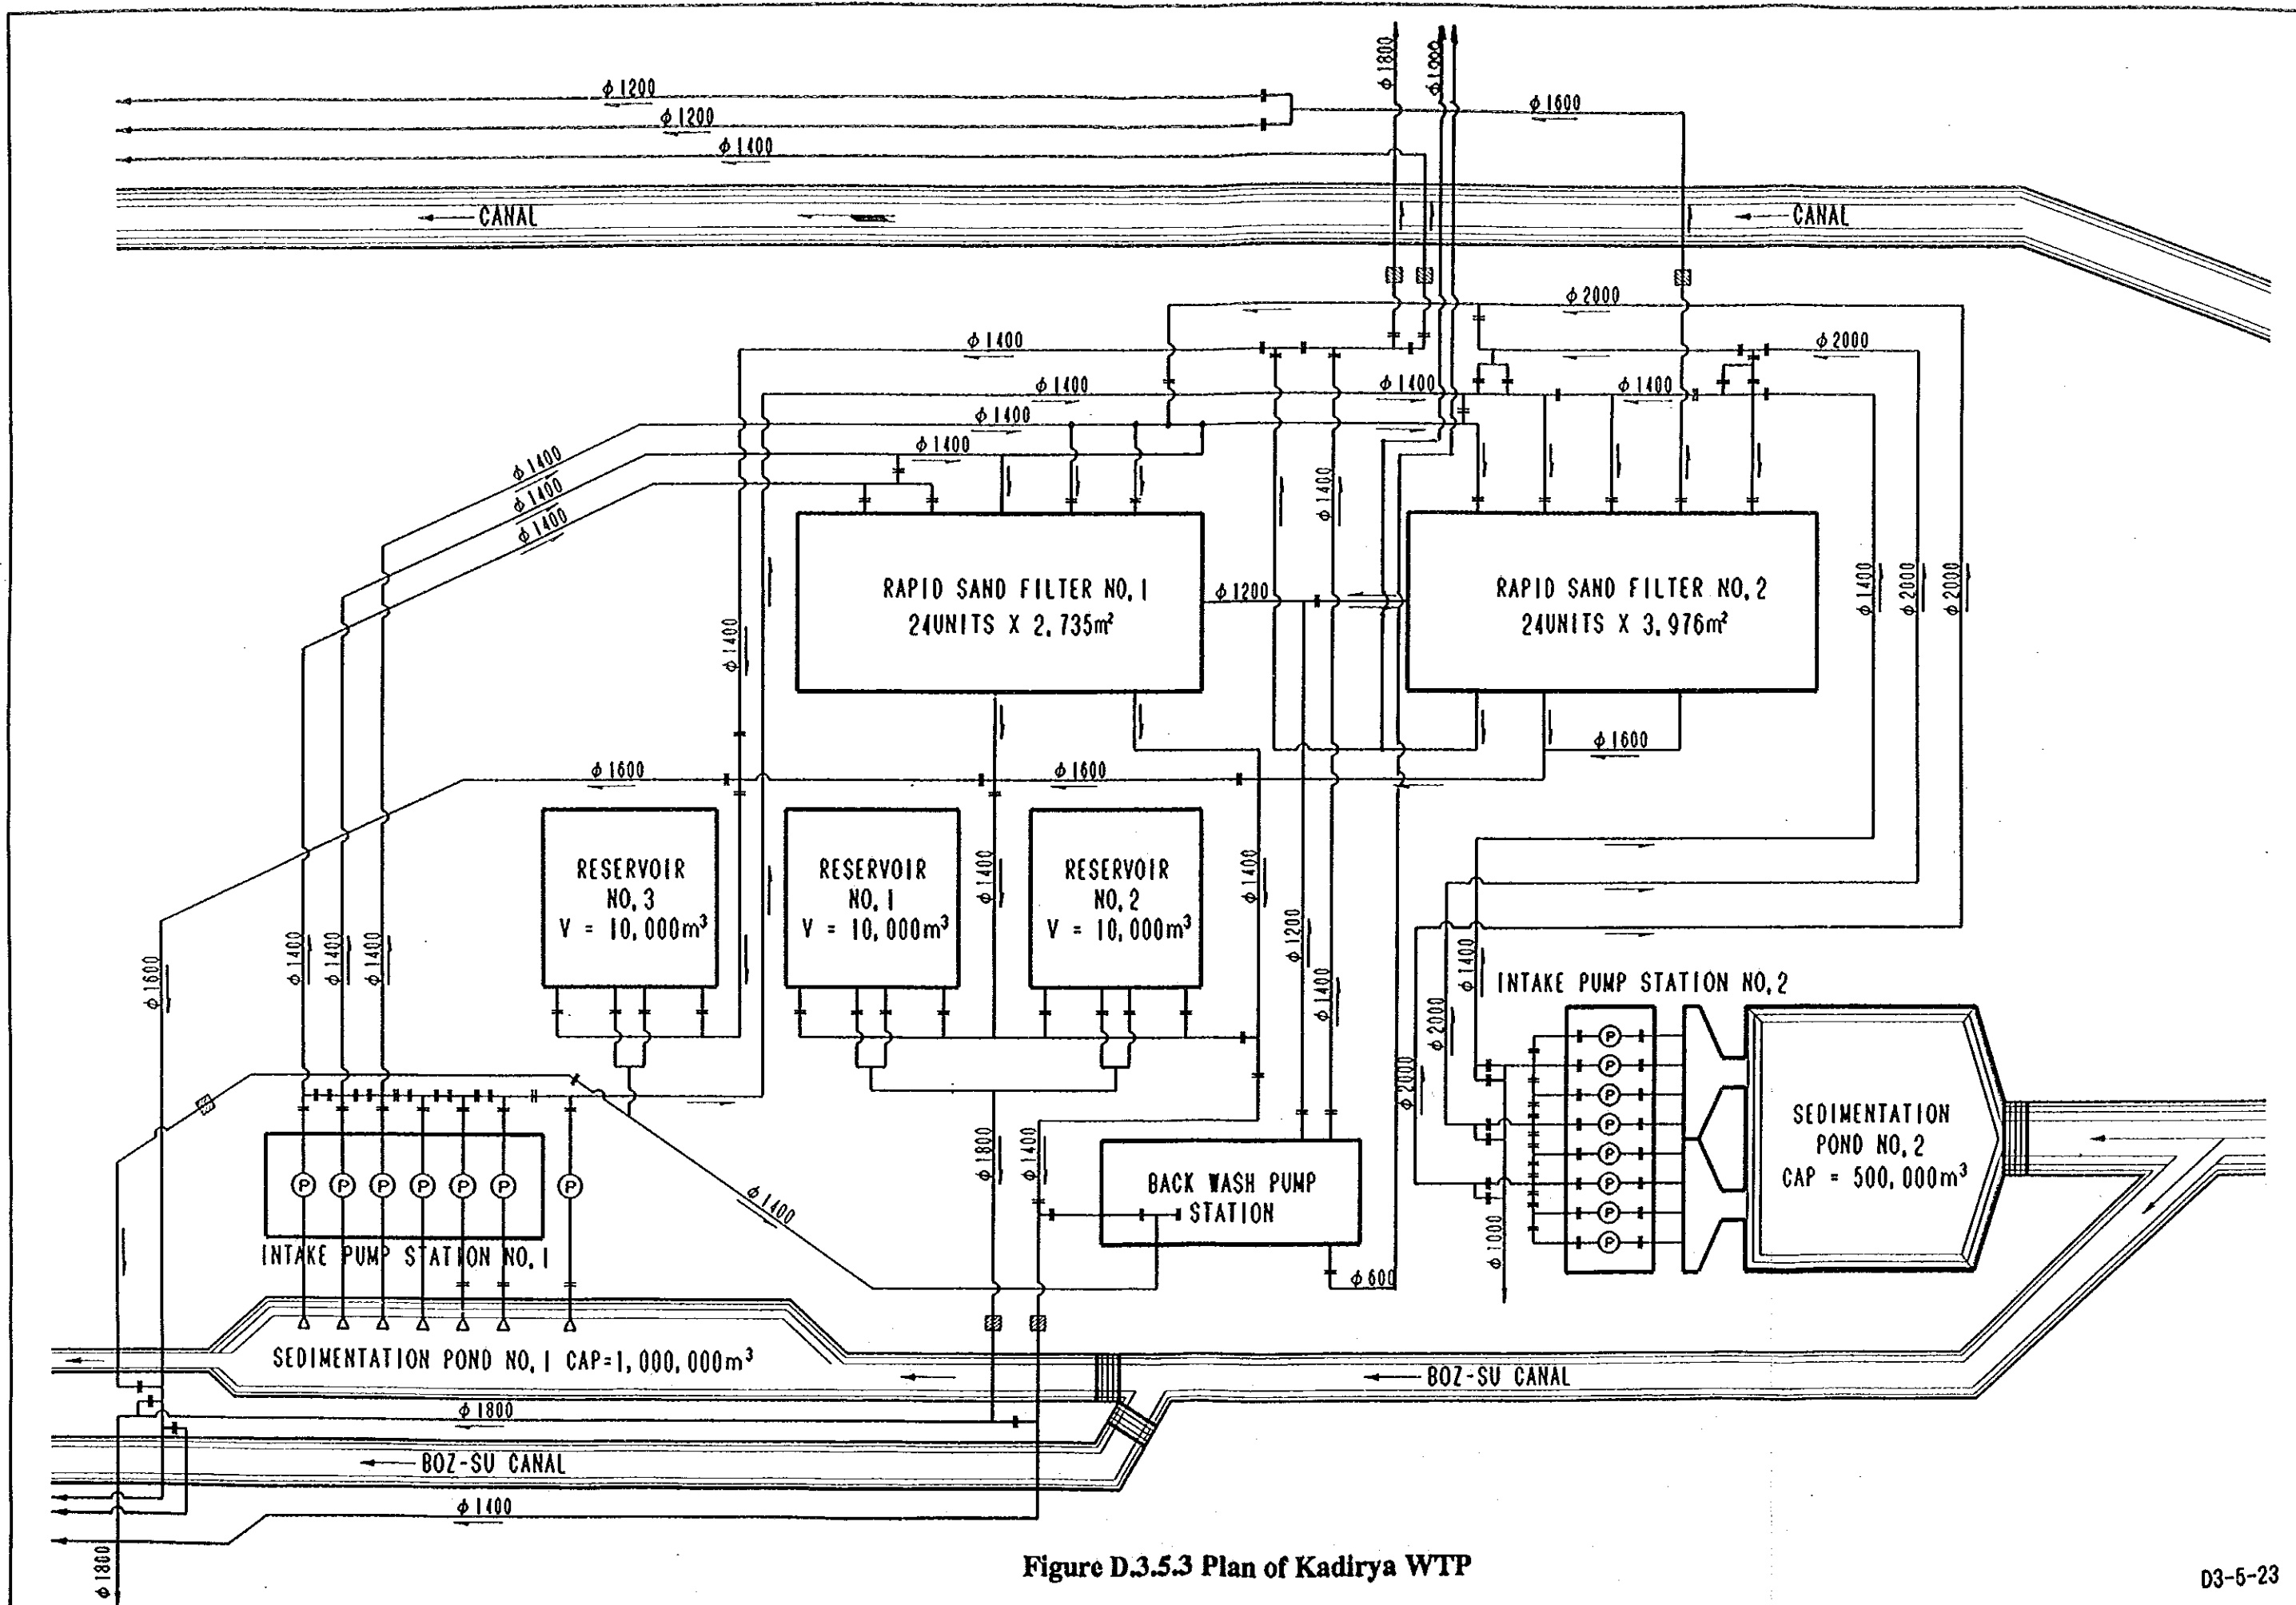 φ1800
φ1000
φ1200
φ1600
φ1200
φ1400
← CANAL
← CANAL
φ2000
φ1400
φ2000
φ1400
φ1400
φ1400
φ1400
φ1400
φ1400
φ1400
φ1400
φ1400
RAPID SAND FILTER NO.1
24UNITS X 2,735m²
φ1200
RAPID SAND FILTER NO.2
24UNITS X 3,976m²
φ1400
φ2000
φ2000
φ1400
φ1600
φ1600
φ1600
RESERVOIR
NO.3
V = 10,000m³
RESERVOIR
NO.1
V = 10,000m³
RESERVOIR
NO.2
V = 10,000m³
φ1400
φ1400
φ1600
φ1400
φ1400
φ1400
φ1200
φ1400
φ1400
φ2000
φ2000
INTAKE PUMP STATION NO.2
P
P
P
P
P
P
P
P
SEDIMENTATION
POND NO.2
CAP = 500,000m³
φ1000
P
P
P
P
P
P
P
INTAKE PUMP STATION NO.1
φ1400
φ1800
φ1400
BACK WASH PUMP
STATION
φ600
SEDIMENTATION POND NO.1 CAP=1,000,000m³
← BOZ-SU CANAL
φ1800
← BOZ-SU CANAL
φ1400
φ1800
Figure D.3.5.3 Plan of Kadirya WTP
D3-5-23